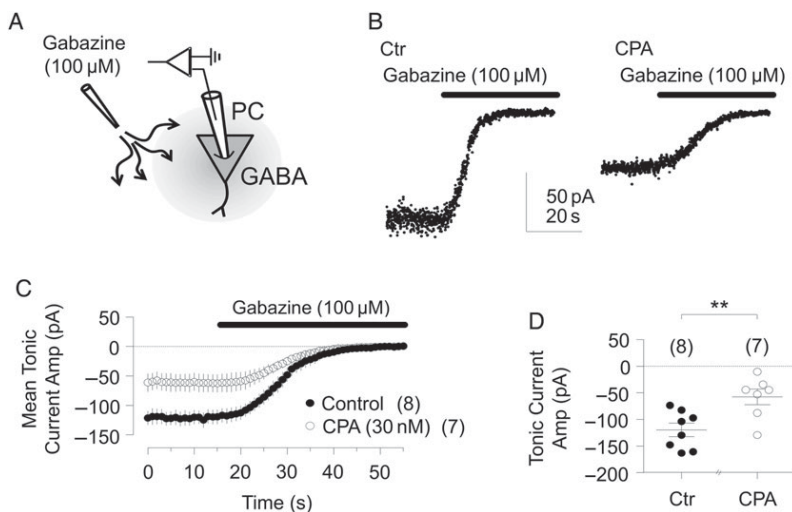 A
Gabazine
(100 µM)
PC
GABA
B
Ctr
Gabazine (100 µM)
CPA
Gabazine (100 µM)
50 pA
20 s
C
Gabazine (100 µM)
Mean Tonic
Current Amp (pA)
50
0
–50
–100
–150
Control (8)
CPA (30 nM) (7)
0
10
20
30
40
50
Time (s)
D
**
(8)
(7)
Tonic Current
Amp (pA)
50
0
–50
–100
–150
–200
Ctr
CPA